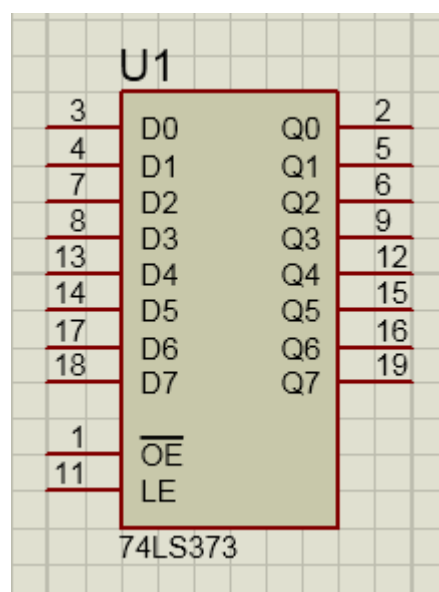 U1
3 D0 Q0 2
4 D1 Q1 5
7 D2 Q2 6
8 D3 Q3 9
13 D4 Q4 12
14 D5 Q5 15
17 D6 Q6 16
18 D7 Q7 19
1 O̅E̅
11 LE
74LS373